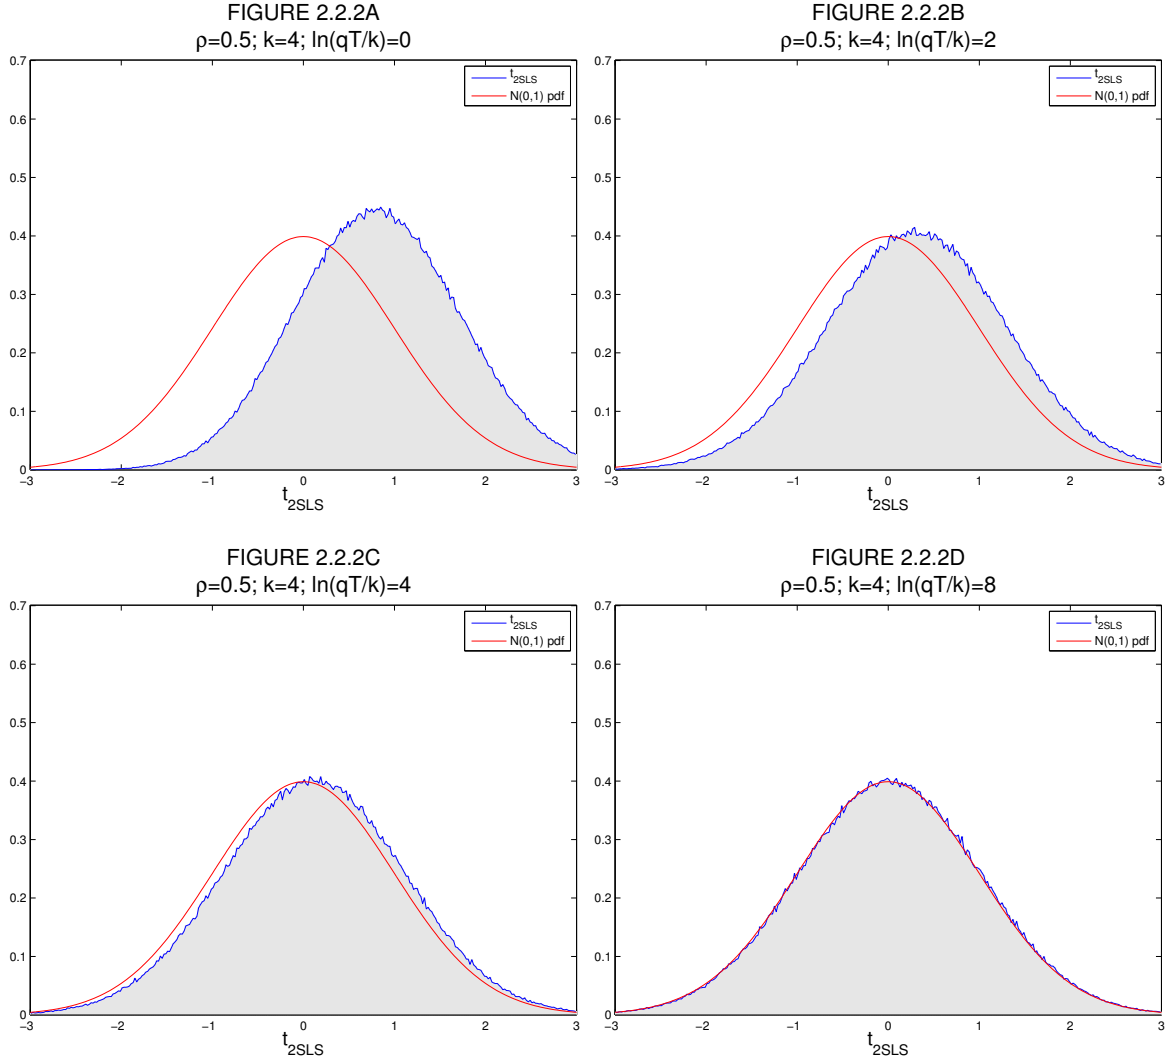 FIGURE 2.2.2A
ρ=0.5; k=4; ln(qT/k)=0
0.7
0.6
0.5
0.4
0.3
0.2
0.1
0
t2SLS
N(0,1) pdf
−3 −2 −1 0 1 2 3
t2SLS
FIGURE 2.2.2B
ρ=0.5; k=4; ln(qT/k)=2
0.7
0.6
0.5
0.4
0.3
0.2
0.1
0
t2SLS
N(0,1) pdf
−3 −2 −1 0 1 2 3
t2SLS
FIGURE 2.2.2C
ρ=0.5; k=4; ln(qT/k)=4
0.7
0.6
0.5
0.4
0.3
0.2
0.1
0
t2SLS
N(0,1) pdf
−3 −2 −1 0 1 2 3
t2SLS
FIGURE 2.2.2D
ρ=0.5; k=4; ln(qT/k)=8
0.7
0.6
0.5
0.4
0.3
0.2
0.1
0
t2SLS
N(0,1) pdf
−3 −2 −1 0 1 2 3
t2SLS